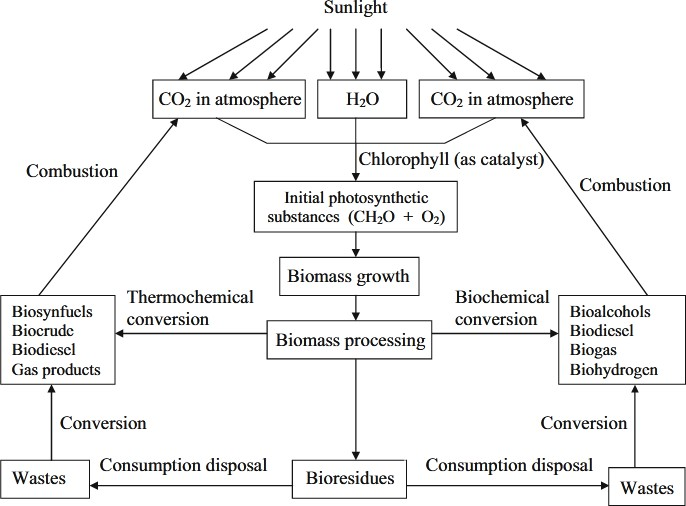 Sunlight
CO₂ in atmosphere
H₂O
CO₂ in atmosphere
Chlorophyll (as catalyst)
Combustion
Combustion
Initial photosynthetic
substances (CH₂O + O₂)
Biomass growth
Thermochemical
conversion
Biochemical
conversion
Biosynfuels
Biocrude
Biodiesel
Gas products
Biomass processing
Bioalcohols
Biodiesel
Biogas
Biohydrogen
Conversion
Conversion
Wastes
Consumption disposal
Bioresidues
Consumption disposal
Wastes